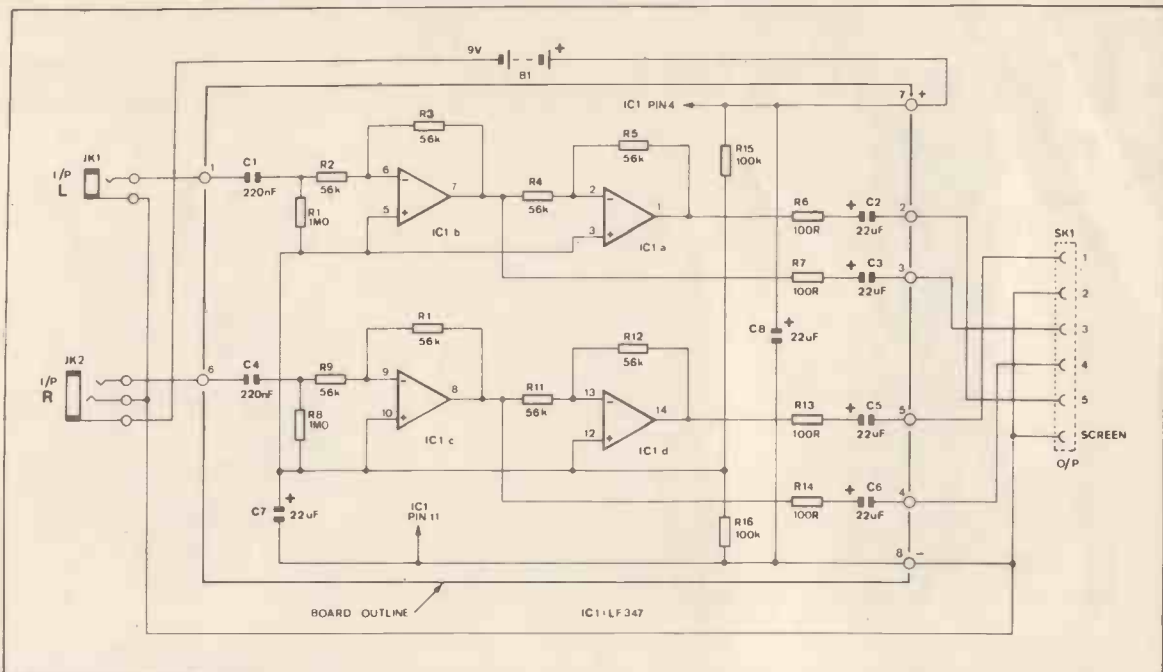 9V
+
B1
7 +
IC1 PIN 4
R3
56k
R5
56k
R15
100k
JK1
I/P
L
1
C1
220nF
R2
56k
6
−
7
5
+
IC1 b
R1
1M0
R4
56k
2
−
1
3
+
IC1 a
R6
100R
+ C2
22uF
2
R7
100R
+ C3
22uF
3
SK1
1
2
3
4
5
SCREEN
O/P
C8
+
22uF
JK2
I/P
R
6
C4
220nF
R9
56k
R8
1M0
R1
56k
9
−
8
10
+
IC1 c
R11
56k
R12
56k
13
−
14
12
+
IC1 d
R13
100R
+ C5
22uF
5
R14
100R
+ C6
22uF
4
C7
+
22uF
IC1
PIN 11
R16
100k
8 −
BOARD OUTLINE
IC1 = LF347